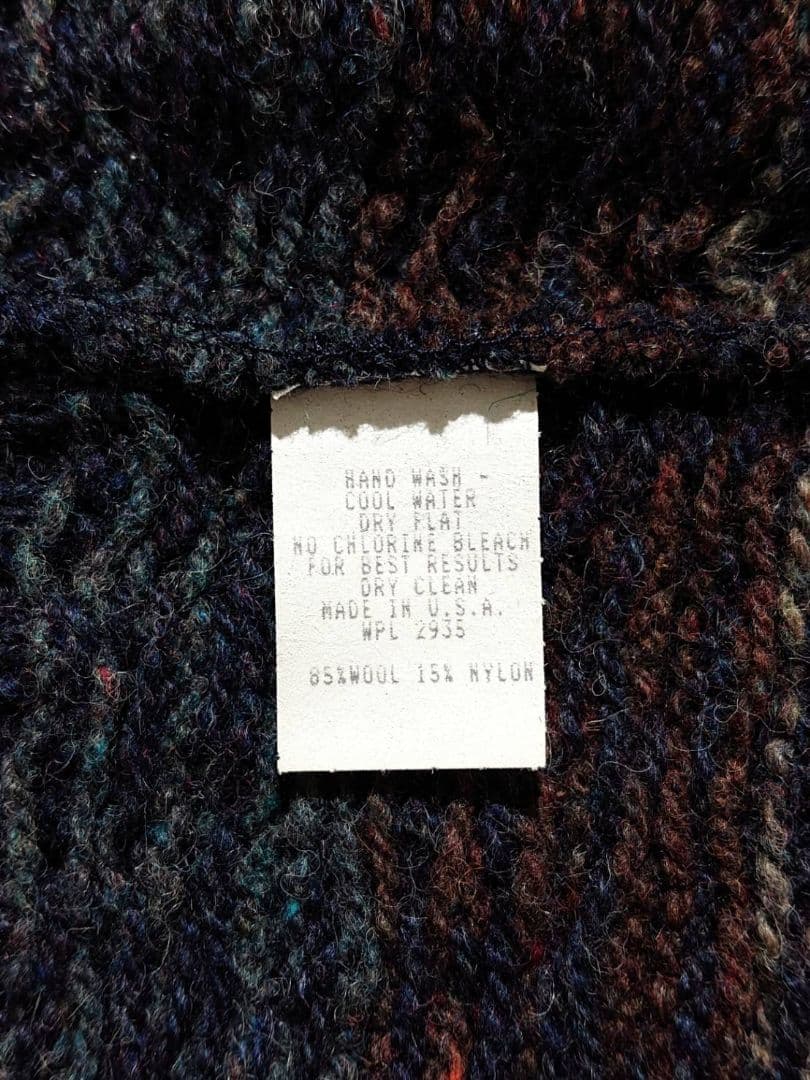 HAND WASH -
COOL WATER
DRY FLAT
NO CHLORINE BLEACH
FOR BEST RESULTS
DRY CLEAN
MADE IN U.S.A.
WPL 2935
85%WOOL 15% NYLON